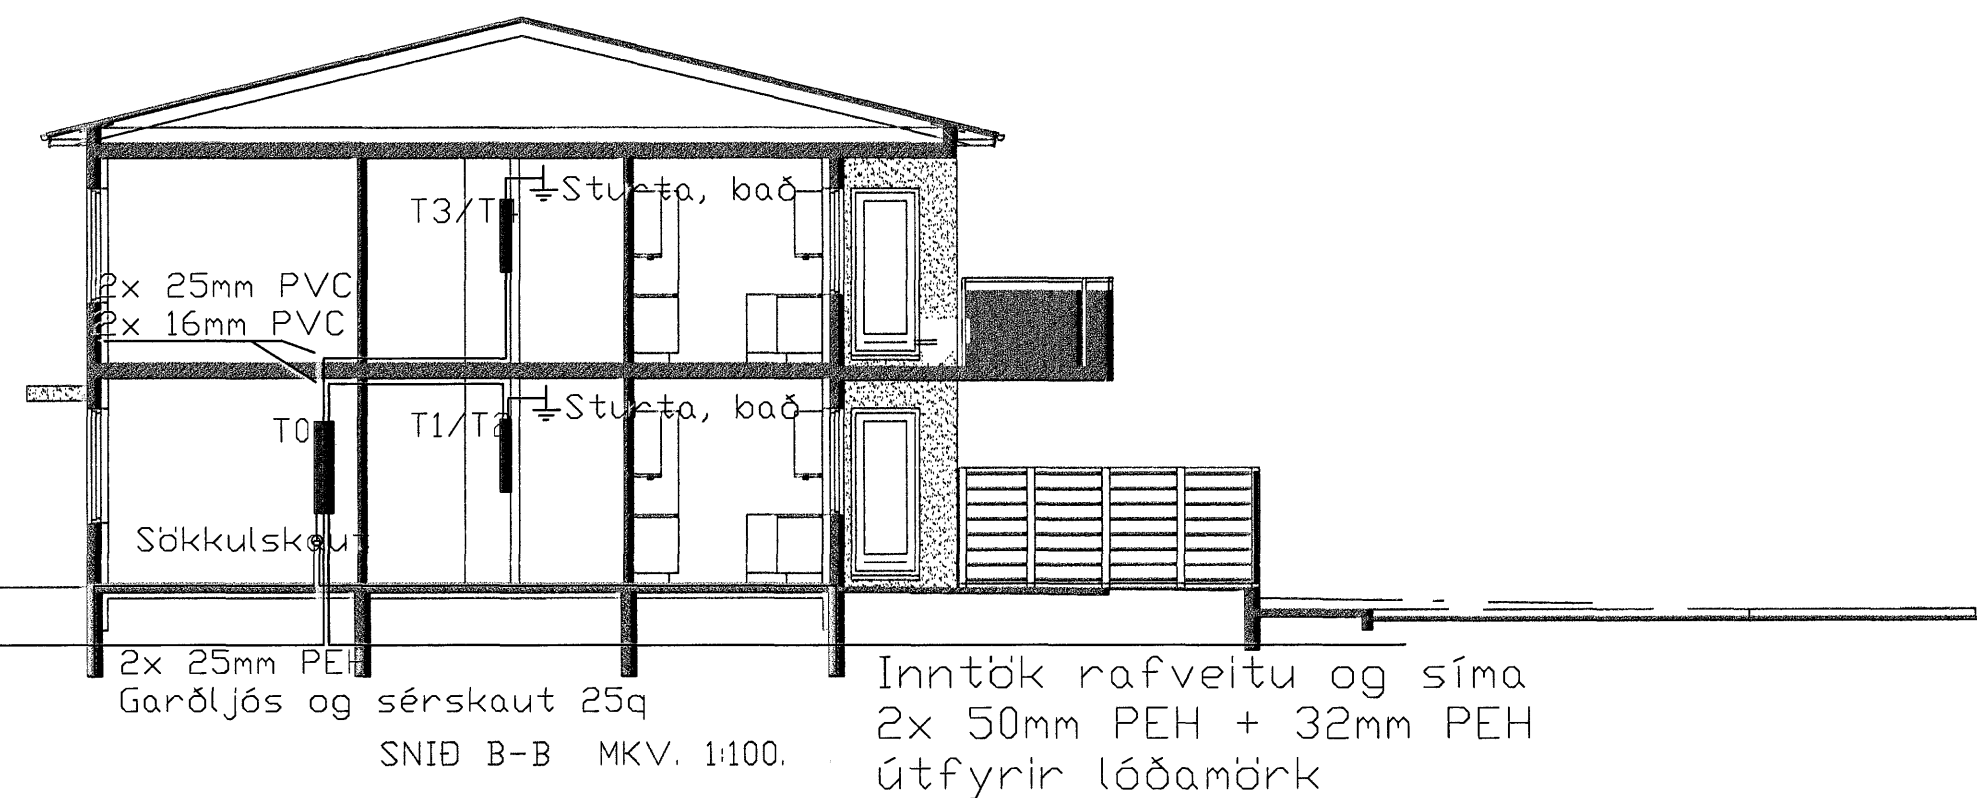 Sturta, bað
T3/T4
2x 25mm PVC
2x 16mm PVC
Sturta, bað
T0
T1/T2
Sökkulskaut
2x 25mm PEH
Garðljós og sérskaut 25q
SNIÐ B-B MKV. 1:100.
Inntök rafveitu og síma
2x 50mm PEH + 32mm PEH
útfyrir lóðamörk